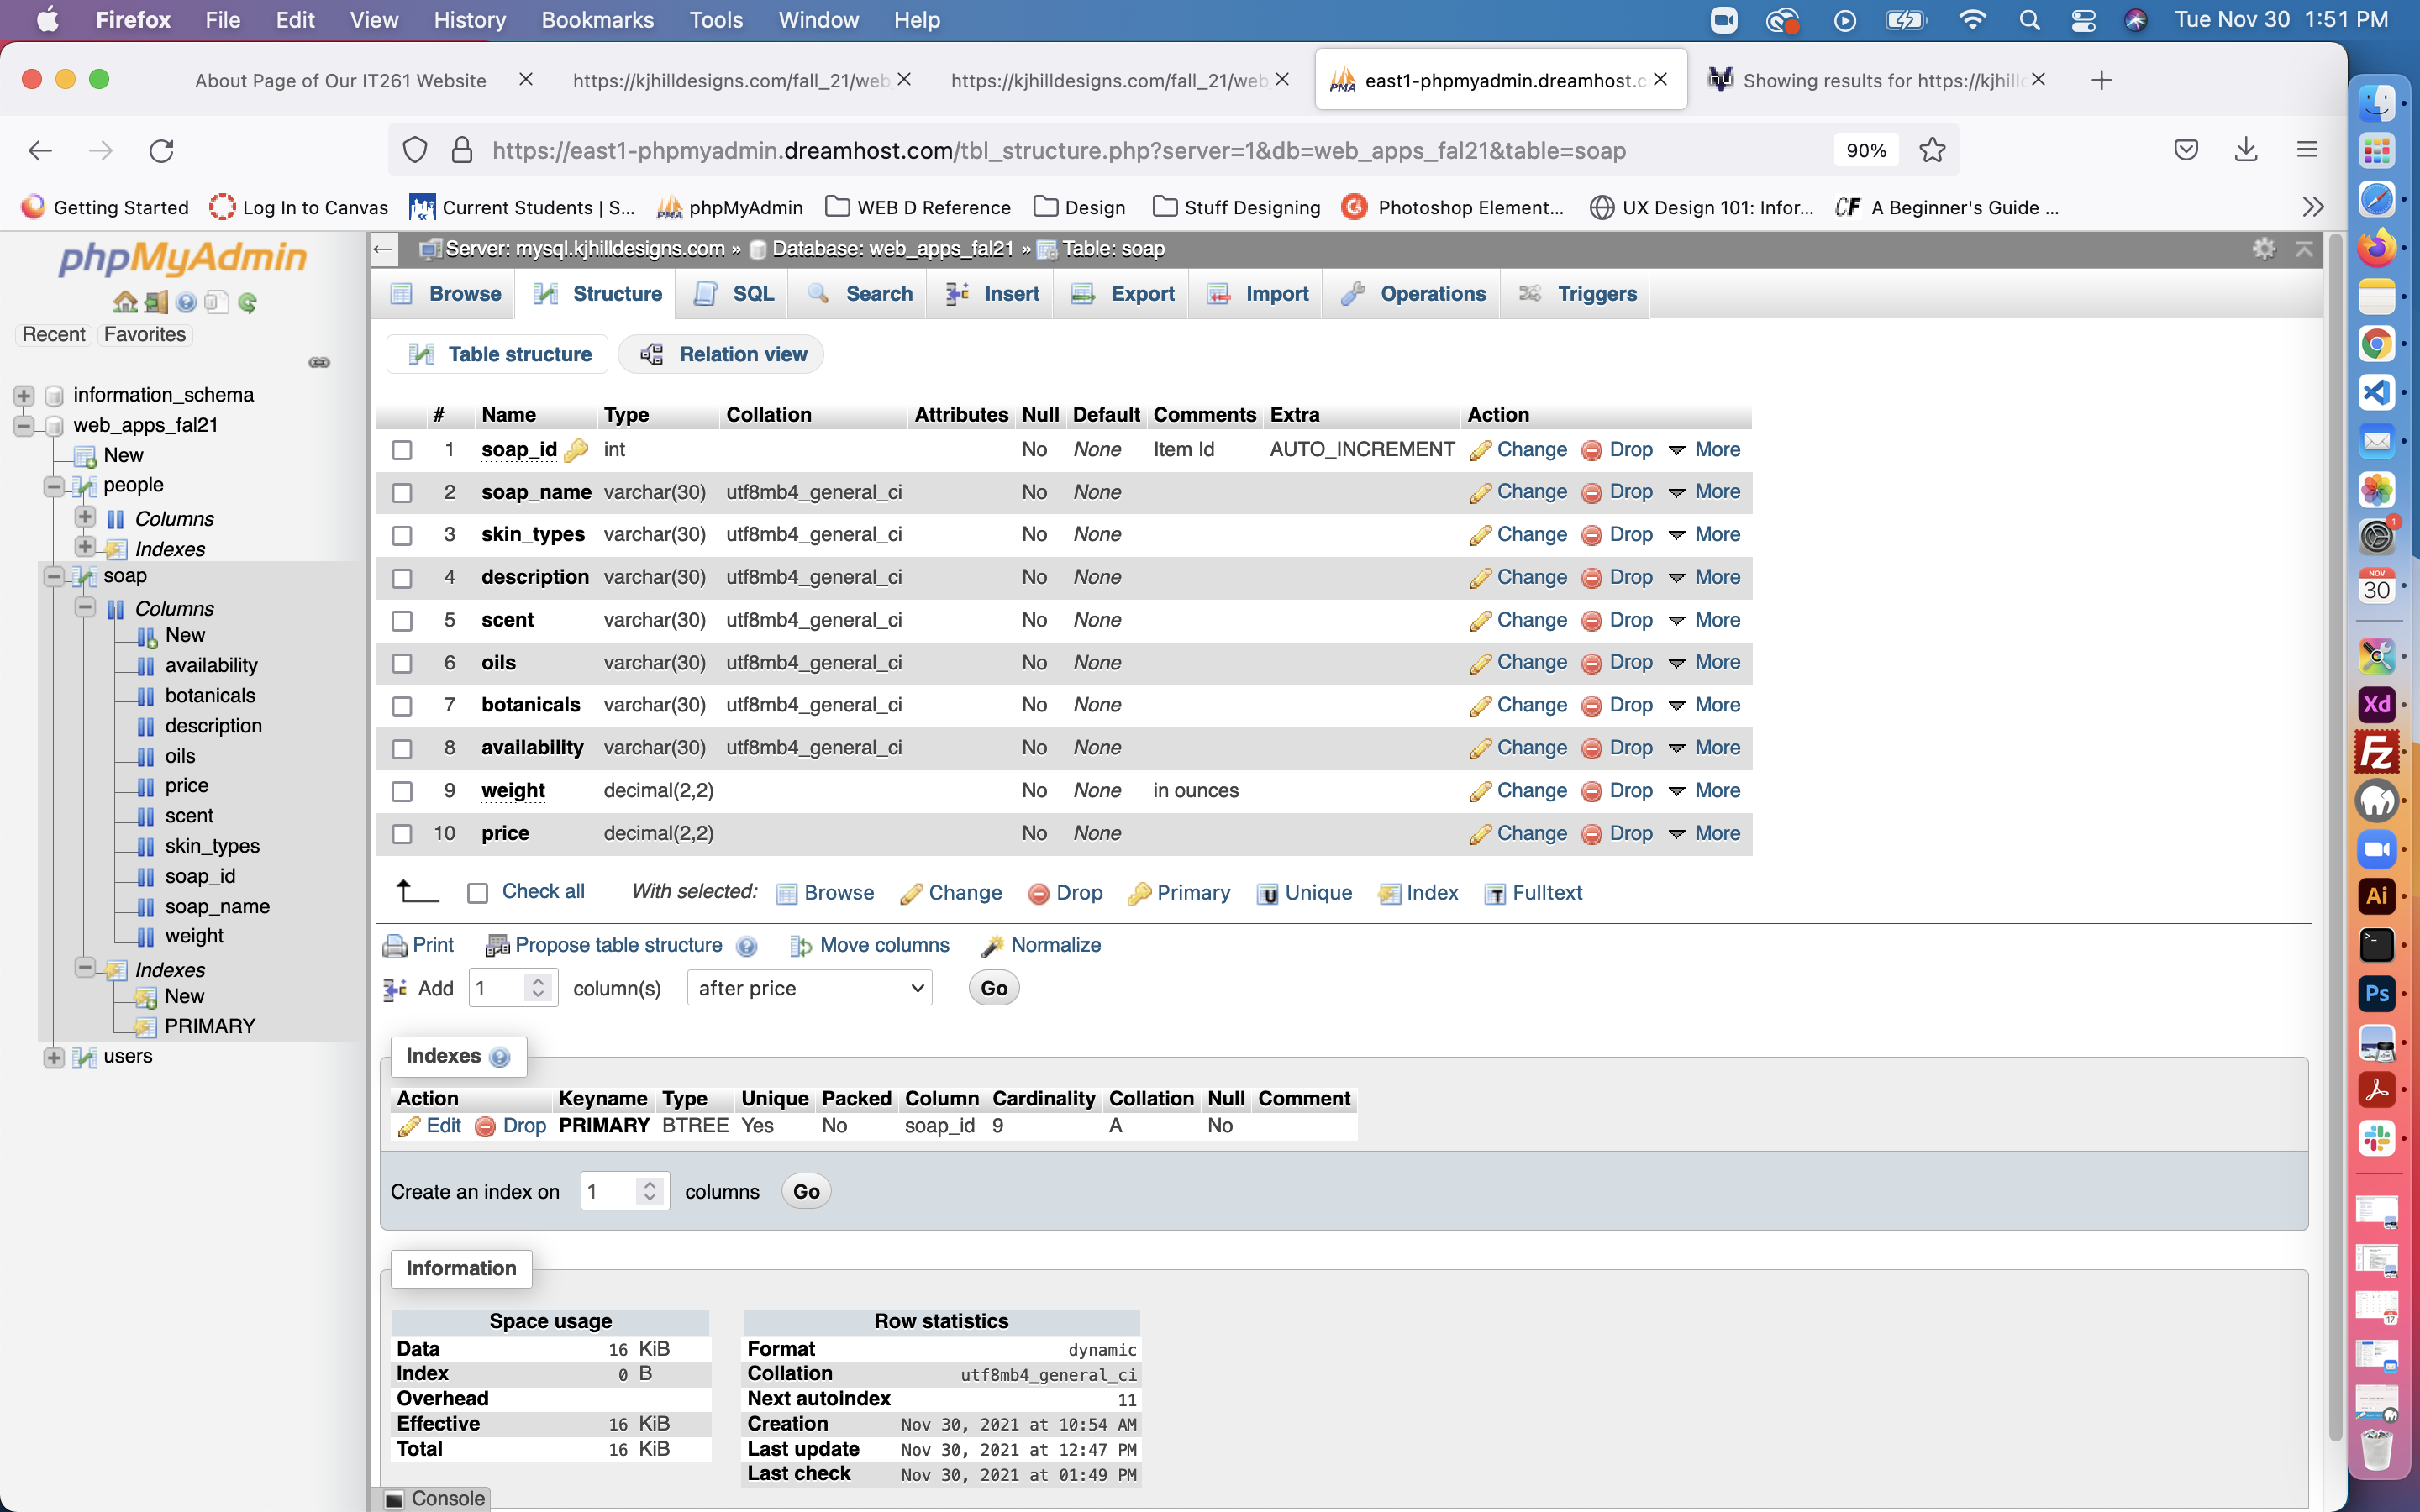 Firefox File Edit View History Bookmarks Tools Window Help Tue Nov 30 1:51 PM
About Page of Our IT261 Website https://kjhilldesigns.com/fall_21/web https://kjhilldesigns.com/fall_21/web PMA east1-phpmyadmin.dreamhost.c Showing results for https://kjhill
https://east1-phpmyadmin.dreamhost.com/tbl_structure.php?server=1&db=web_apps_fal21&table=soap 90%
Getting Started Log In to Canvas Current Students | S... PMA phpMyAdmin WEB D Reference Design Stuff Designing Photoshop Element... UX Design 101: Infor... CF A Beginner's Guide ...
phpMyAdmin
Recent Favorites
information_schema
web_apps_fal21
New
people
Columns
Indexes
soap
Columns
New
availability
botanicals
description
oils
price
scent
skin_types
soap_id
soap_name
weight
Indexes
New
PRIMARY
users
Server: mysql.kjhilldesigns.com » Database: web_apps_fal21 » Table: soap
Browse Structure SQL Search Insert Export Import Operations Triggers
Table structure Relation view
# Name Type Collation Attributes Null Default Comments Extra Action
1 soap_id int No None Item Id AUTO_INCREMENT Change Drop More
2 soap_name varchar(30) utf8mb4_general_ci No None Change Drop More
3 skin_types varchar(30) utf8mb4_general_ci No None Change Drop More
4 description varchar(30) utf8mb4_general_ci No None Change Drop More
5 scent varchar(30) utf8mb4_general_ci No None Change Drop More
6 oils varchar(30) utf8mb4_general_ci No None Change Drop More
7 botanicals varchar(30) utf8mb4_general_ci No None Change Drop More
8 availability varchar(30) utf8mb4_general_ci No None Change Drop More
9 weight decimal(2,2) No None in ounces Change Drop More
10 price decimal(2,2) No None Change Drop More
Check all With selected: Browse Change Drop Primary Unique Index Fulltext
Print Propose table structure Move columns Normalize
Add 1 column(s) after price Go
Indexes
Action Keyname Type Unique Packed Column Cardinality Collation Null Comment
Edit Drop PRIMARY BTREE Yes No soap_id 9 A No
Create an index on 1 columns Go
Information
Space usage
Data 16 KiB
Index 0 B
Overhead
Effective 16 KiB
Total 16 KiB
Row statistics
Format dynamic
Collation utf8mb4_general_ci
Next autoindex 11
Creation Nov 30, 2021 at 10:54 AM
Last update Nov 30, 2021 at 12:47 PM
Last check Nov 30, 2021 at 01:49 PM
Console
1
NOV
30
Xd
Fz
Ai
Ps
17